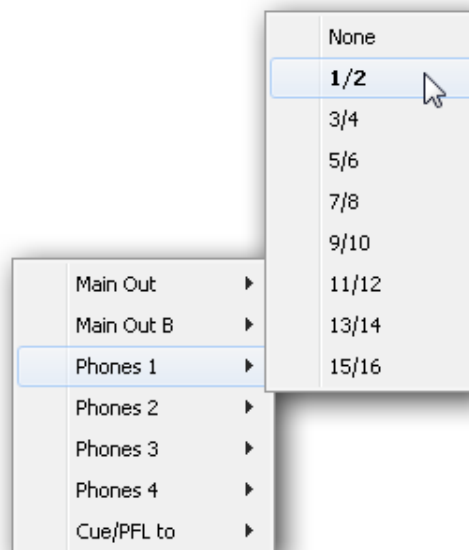 None
1/2
3/4
5/6
7/8
9/10
11/12
13/14
15/16
Main Out
Main Out B
Phones 1
Phones 2
Phones 3
Phones 4
Cue/PFL to